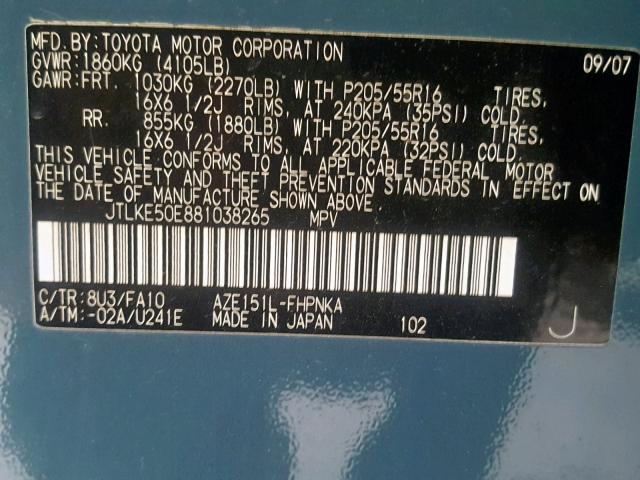 MFD.BY:TOYOTA MOTOR CORPORATION 09/07
GVWR:1860KG (4105LB)
GAWR:FRT. 1030KG (2270LB) WITH P205/55R16 TIRES,
16X6 1/2J RIMS, AT 240KPA (35PSI) COLD.
RR. 855KG (1880LB) WITH P205/55R16 TIRES,
16X6 1/2J RIMS, AT 220KPA (32PSI) COLD.
THIS VEHICLE CONFORMS TO ALL APPLICABLE FEDERAL MOTOR
VEHICLE SAFETY AND THEFT PREVENTION STANDARDS IN EFFECT ON
THE DATE OF MANUFACTURE SHOWN ABOVE.
JTLKE50E881038265 MPV
C/TR:8U3/FA10 AZE151L-FHPNKA
A/TM:-02A/U241E MADE IN JAPAN 102 J